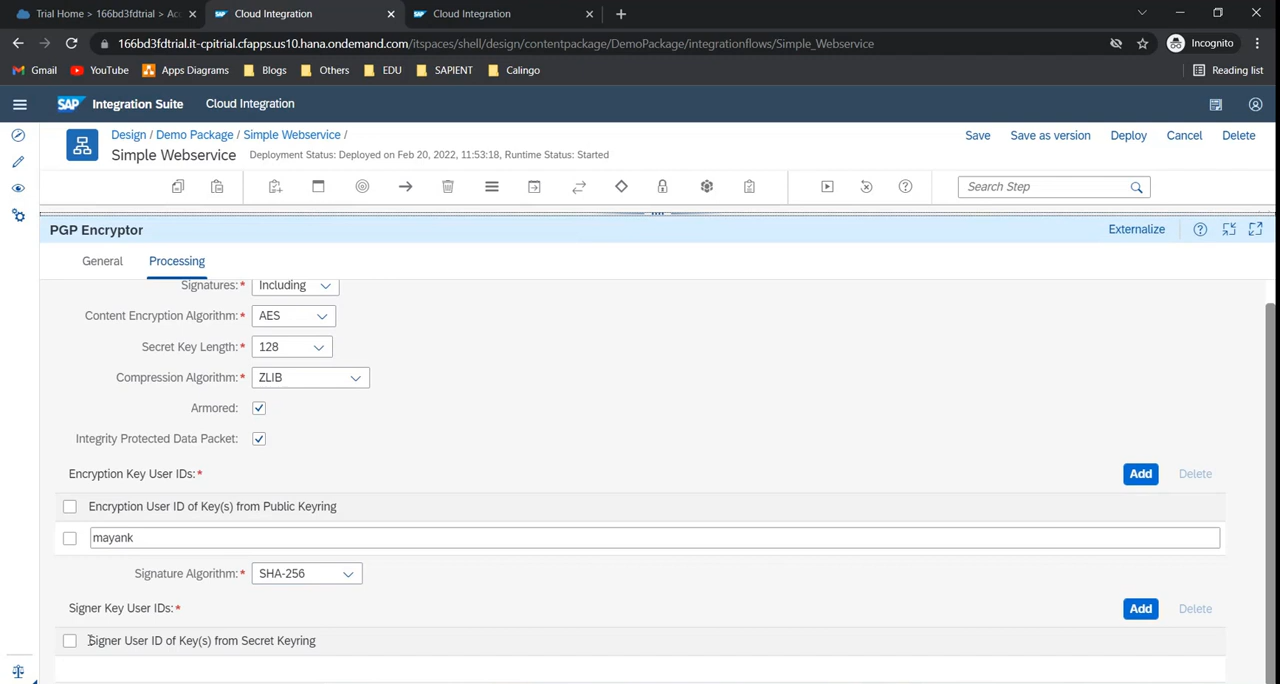 Trial Home > 166bd3fdtrial > Ac
Cloud Integration
Cloud Integration
166bd3fdtrial.it-cpitrial.cfapps.us10.hana.ondemand.com/itspaces/shell/design/contentpackage/DemoPackage/integrationflows/Simple_Webservice
Incognito
Gmail
YouTube
Apps Diagrams
Blogs
Others
EDU
SAPIENT
Calingo
Reading list
SAP Integration Suite Cloud Integration
Design / Demo Package / Simple Webservice /
Save
Save as version
Deploy
Cancel
Delete
Simple Webservice Deployment Status: Deployed on Feb 20, 2022, 11:53:18, Runtime Status: Started
Search Step
PGP Encryptor
Externalize
General
Processing
Signatures:* Including
Content Encryption Algorithm:* AES
Secret Key Length:* 128
Compression Algorithm:* ZLIB
Armored:
Integrity Protected Data Packet:
Encryption Key User IDs:*
Add
Delete
Encryption User ID of Key(s) from Public Keyring
mayank
Signature Algorithm:* SHA-256
Signer Key User IDs:*
Add
Delete
Signer User ID of Key(s) from Secret Keyring